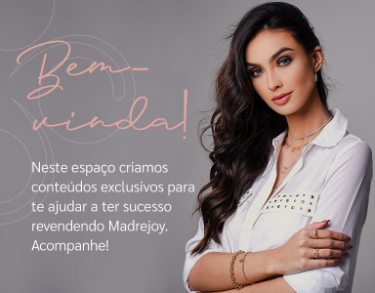 Bem-
vinda!
Neste espaço criamos
conteúdos exclusivos para
te ajudar a ter sucesso
revendendo Madrejoy.
Acompanhe!